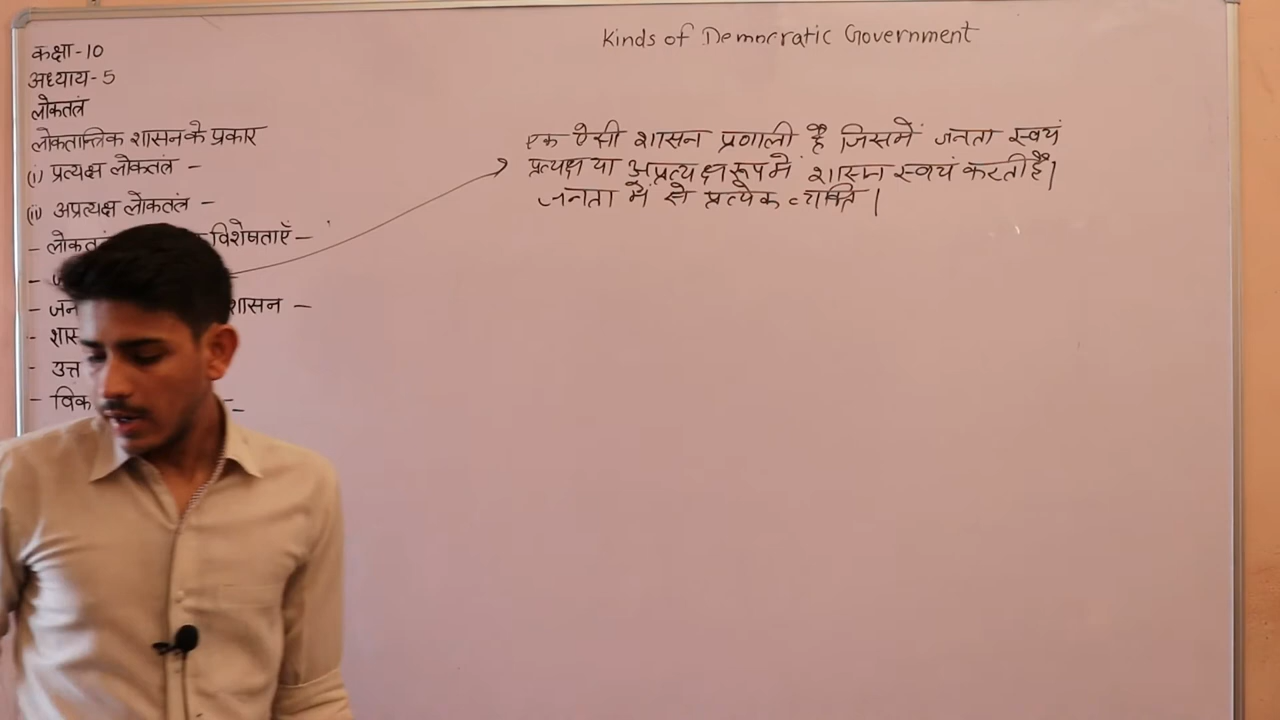 Kinds of Democratic Government
कक्षा-10
अध्याय-5
लोकतंत्र
लोकतान्त्रिक शासन के प्रकार
(i) प्रत्यक्ष लोकतंत्र -
(ii) अप्रत्यक्ष लोकतंत्र -
- विशेषताएँ -
शासन -
एक ऐसी शासन प्रणाली है जिसमें जनता स्वयं
प्रत्यक्ष या अप्रत्यक्ष रूप में शासन स्वयं करती है।
जनता में से प्रत्येक व्यक्ति।